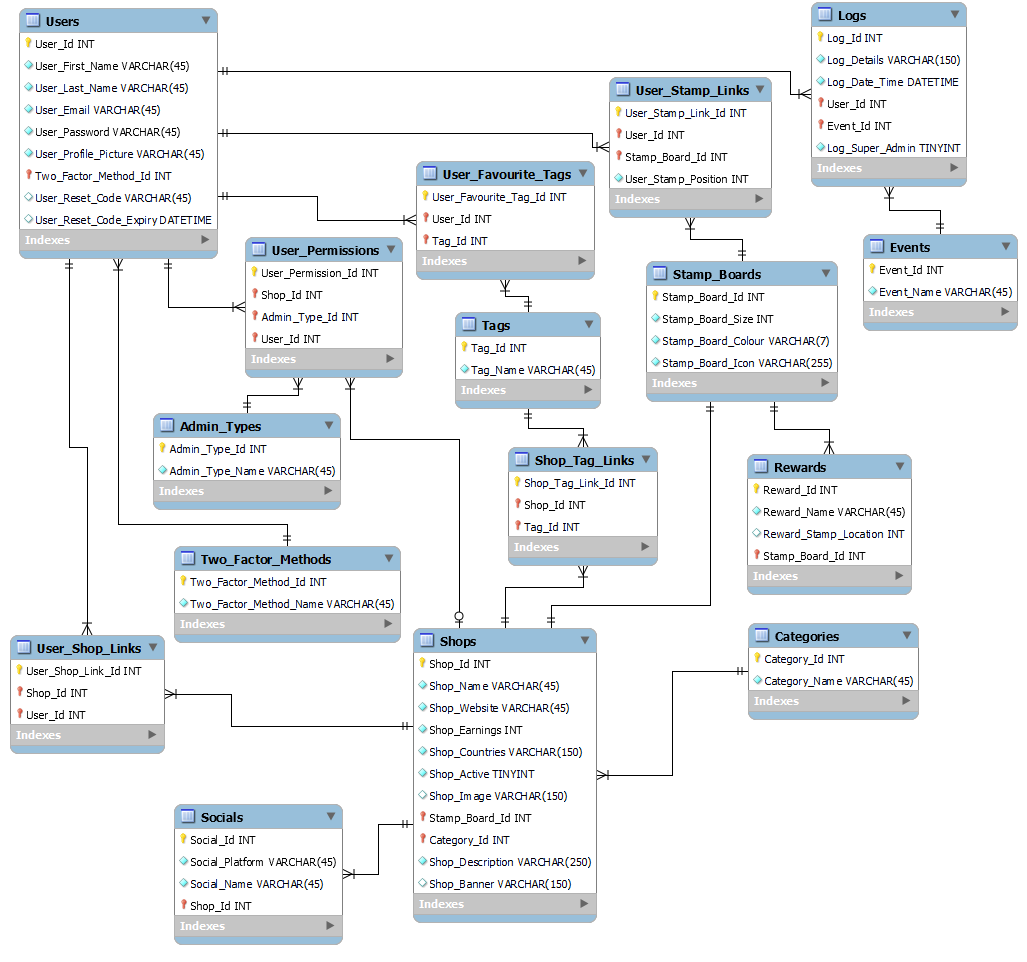 Users
User_Id INT
User_First_Name VARCHAR(45)
User_Last_Name VARCHAR(45)
User_Email VARCHAR(45)
User_Password VARCHAR(45)
User_Profile_Picture VARCHAR(45)
Two_Factor_Method_Id INT
User_Reset_Code VARCHAR(45)
User_Reset_Code_Expiry DATETIME
Indexes
Logs
Log_Id INT
Log_Details VARCHAR(150)
Log_Date_Time DATETIME
User_Id INT
Event_Id INT
Log_Super_Admin TINYINT
Indexes
User_Stamp_Links
User_Stamp_Link_Id INT
User_Id INT
Stamp_Board_Id INT
User_Stamp_Position INT
Indexes
User_Favourite_Tags
User_Favourite_Tag_Id INT
User_Id INT
Tag_Id INT
Indexes
User_Permissions
User_Permission_Id INT
Shop_Id INT
Admin_Type_Id INT
User_Id INT
Indexes
Events
Event_Id INT
Event_Name VARCHAR(45)
Indexes
Stamp_Boards
Stamp_Board_Id INT
Stamp_Board_Size INT
Stamp_Board_Colour VARCHAR(7)
Stamp_Board_Icon VARCHAR(255)
Indexes
Tags
Tag_Id INT
Tag_Name VARCHAR(45)
Indexes
Admin_Types
Admin_Type_Id INT
Admin_Type_Name VARCHAR(45)
Indexes
Shop_Tag_Links
Shop_Tag_Link_Id INT
Shop_Id INT
Tag_Id INT
Indexes
Rewards
Reward_Id INT
Reward_Name VARCHAR(45)
Reward_Stamp_Location INT
Stamp_Board_Id INT
Indexes
Two_Factor_Methods
Two_Factor_Method_Id INT
Two_Factor_Method_Name VARCHAR(45)
Indexes
User_Shop_Links
User_Shop_Link_Id INT
Shop_Id INT
User_Id INT
Indexes
Shops
Shop_Id INT
Shop_Name VARCHAR(45)
Shop_Website VARCHAR(45)
Shop_Earnings INT
Shop_Countries VARCHAR(150)
Shop_Active TINYINT
Shop_Image VARCHAR(150)
Stamp_Board_Id INT
Category_Id INT
Shop_Description VARCHAR(250)
Shop_Banner VARCHAR(150)
Indexes
Categories
Category_Id INT
Category_Name VARCHAR(45)
Indexes
Socials
Social_Id INT
Social_Platform VARCHAR(45)
Social_Name VARCHAR(45)
Shop_Id INT
Indexes